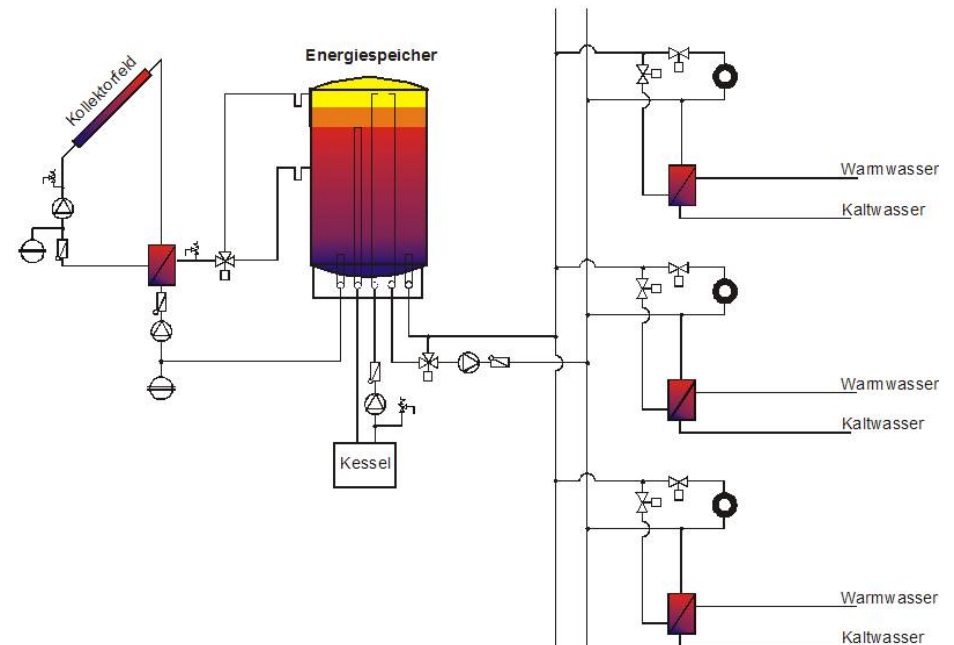 Energiespeicher
Kollektorfeld
Warmwasser
Kaltwasser
Warmwasser
Kaltwasser
Kessel
Warmwasser
Kaltwasser